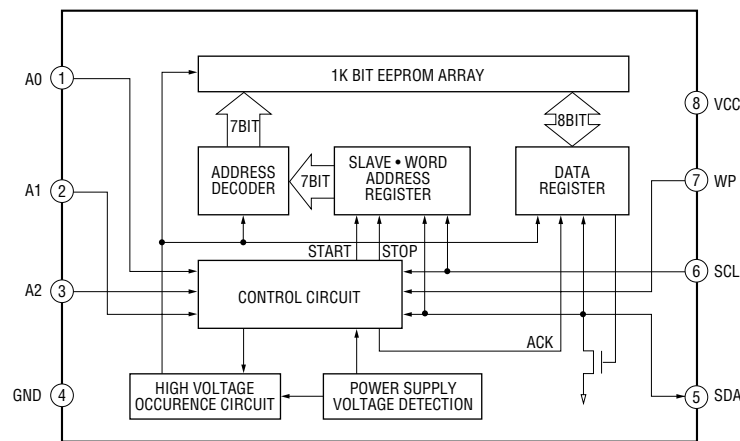 1K BIT EEPROM ARRAY
A0 1
8 VCC
7BIT
8BIT
ADDRESS
DECODER
7BIT
SLAVE • WORD
ADDRESS
REGISTER
DATA
REGISTER
7 WP
A1 2
START STOP
6 SCL
A2 3
CONTROL CIRCUIT
ACK
GND 4
HIGH VOLTAGE
OCCURENCE CIRCUIT
POWER SUPPLY
VOLTAGE DETECTION
5 SDA